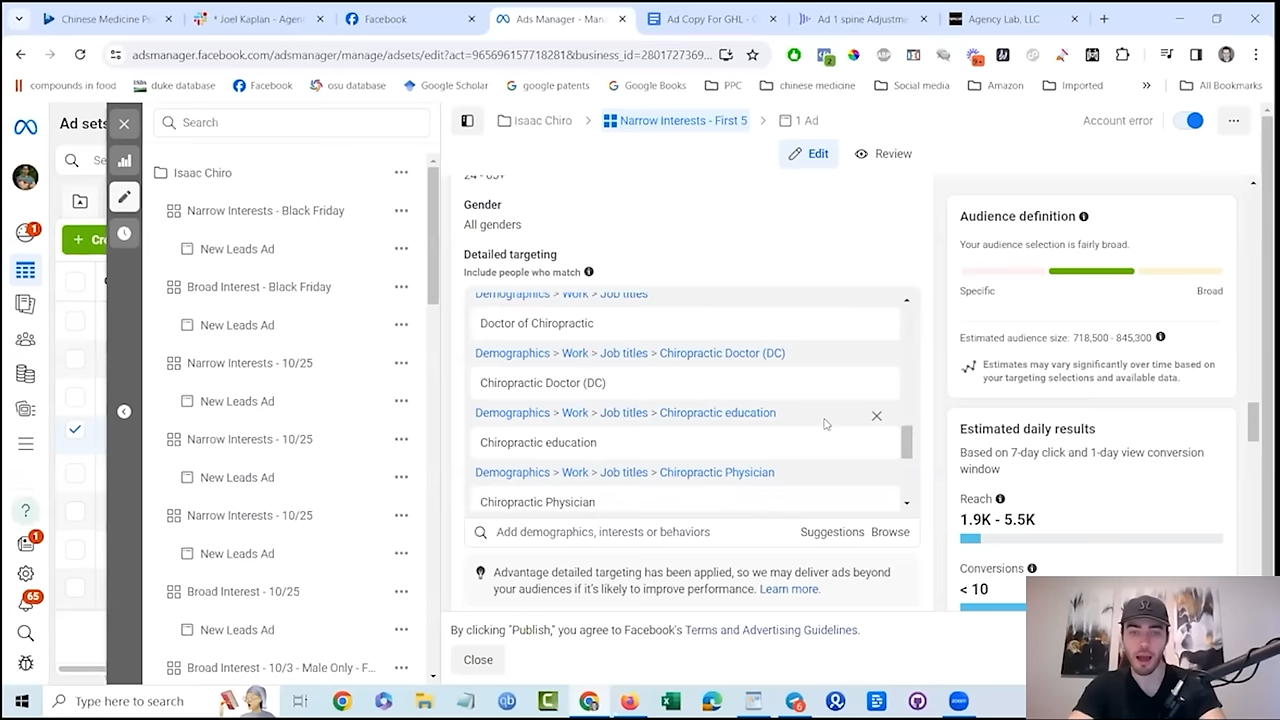 Chinese Medicine Ps
* Joel Kaplan - Agen
Facebook
Ads Manager - Man
Ad Copy For GHL - G
Ad 1 spine Adjustme
Agency Lab, LLC
adsmanager.facebook.com/adsmanager/manage/adsets/edit?act=965696157718281&business_id=2801727369...
compounds in food
duke database
Facebook
osu database
Google Scholar
google patents
Google Books
PPC
chinese medicine
Social media
Amazon
Imported
All Bookmarks
Ad sets
Search
Isaac Chiro
Narrow Interests - First 5
1 Ad
Account error
Edit
Review
Se
Cr
Isaac Chiro
Narrow Interests - Black Friday
New Leads Ad
Broad Interest - Black Friday
New Leads Ad
Narrow Interests - 10/25
New Leads Ad
Narrow Interests - 10/25
New Leads Ad
Narrow Interests - 10/25
New Leads Ad
Broad Interest - 10/25
New Leads Ad
Broad Interest - 10/3 - Male Only - F...
24 - 65+
Gender
All genders
Detailed targeting
Include people who match
Demographics > Work > Job titles
Doctor of Chiropractic
Demographics > Work > Job titles > Chiropractic Doctor (DC)
Chiropractic Doctor (DC)
Demographics > Work > Job titles > Chiropractic education
Chiropractic education
Demographics > Work > Job titles > Chiropractic Physician
Chiropractic Physician
Add demographics, interests or behaviors
Suggestions
Browse
Advantage detailed targeting has been applied, so we may deliver ads beyond
your audiences if it's likely to improve performance. Learn more.
By clicking "Publish," you agree to Facebook's Terms and Advertising Guidelines.
Close
Audience definition
Your audience selection is fairly broad.
Specific
Broad
Estimated audience size: 718,500 - 845,300
Estimates may vary significantly over time based on
your targeting selections and available data.
Estimated daily results
Based on 7-day click and 1-day view conversion
window
Reach
1.9K - 5.5K
Conversions
< 10
Type here to search